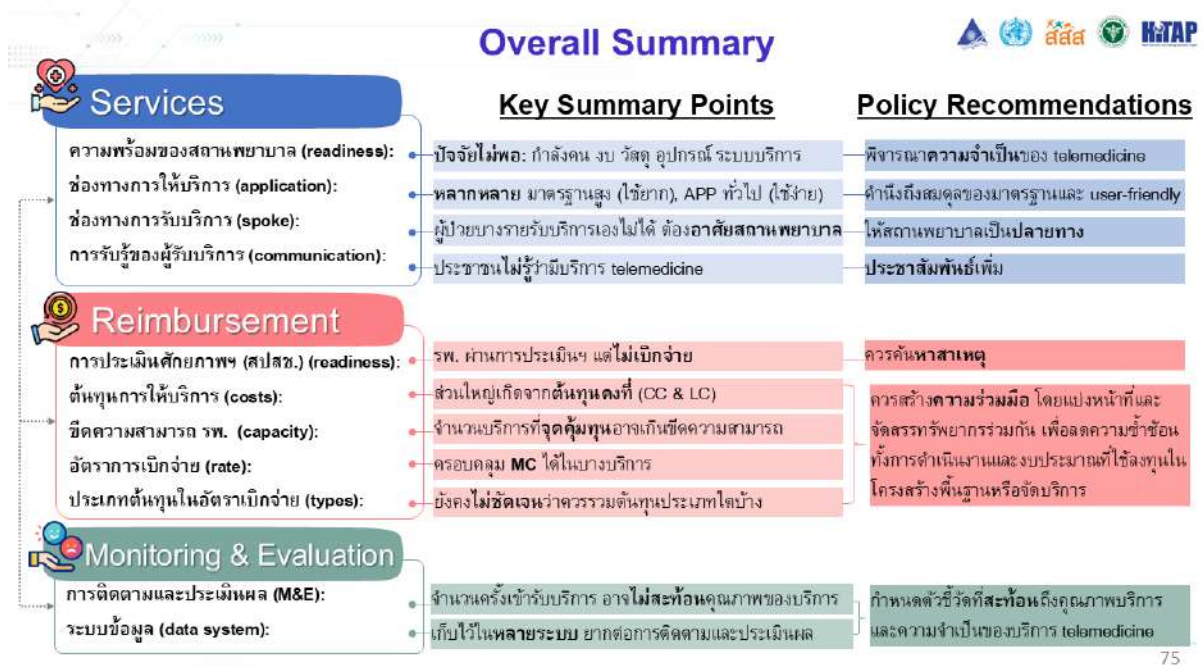 Overall Summary
สสส
HiTAP
Services
Key Summary Points
Policy Recommendations
ความพร้อมของสถานพยาบาล (readiness):
ปัจจัยไม่พอ: กำลังคน งบ วัสดุ อุปกรณ์ ระบบบริการ
พิจารณาความจำเป็นของ telemedicine
ช่องทางการให้บริการ (application):
หลากหลาย มาตรฐานสูง (ใช้ยาก), APP ทั่วไป (ใช้ง่าย)
คำนึงถึงสมดุลของมาตรฐานและ user-friendly
ช่องทางการรับบริการ (spoke):
ผู้ป่วยบางรายรับบริการเองไม่ได้ ต้องอาศัยสถานพยาบาล
ให้สถานพยาบาลเป็นปลายทาง
การรับรู้ของผู้รับบริการ (communication):
ประชาชนไม่รู้ว่ามีบริการ telemedicine
ประชาสัมพันธ์เพิ่ม
Reimbursement
การประเมินศักยภาพฯ (สปสช.) (readiness):
รพ. ผ่านการประเมินฯ แต่ไม่เบิกจ่าย
ควรค้นหาสาเหตุ
ต้นทุนการให้บริการ (costs):
ส่วนใหญ่เกิดจากต้นทุนคงที่ (CC & LC)
ขีดความสามารถ รพ. (capacity):
จำนวนบริการที่จุดคุ้มทุนอาจเกินขีดความสามารถ
อัตราการเบิกจ่าย (rate):
ครอบคลุม MC ได้ในบางบริการ
ประเภทต้นทุนในอัตราเบิกจ่าย (types):
ยังคงไม่ชัดเจนว่าควรรวมต้นทุนประเภทใดบ้าง
ควรสร้างความร่วมมือ โดยแบ่งหน้าที่และ
จัดสรรทรัพยากรร่วมกัน เพื่อลดความซ้ำซ้อน
ทั้งการดำเนินงานและงบประมาณที่ใช้ลงทุนใน
โครงสร้างพื้นฐานหรือจัดบริการ
Monitoring & Evaluation
การติดตามและประเมินผล (M&E):
จำนวนครั้งเข้ารับบริการ อาจไม่สะท้อนคุณภาพของบริการ
ระบบข้อมูล (data system):
เก็บไว้ในหลายระบบ ยากต่อการติดตามและประเมินผล
กำหนดตัวชี้วัดที่สะท้อนถึงคุณภาพบริการ
และความจำเป็นของบริการ telemedicine
75